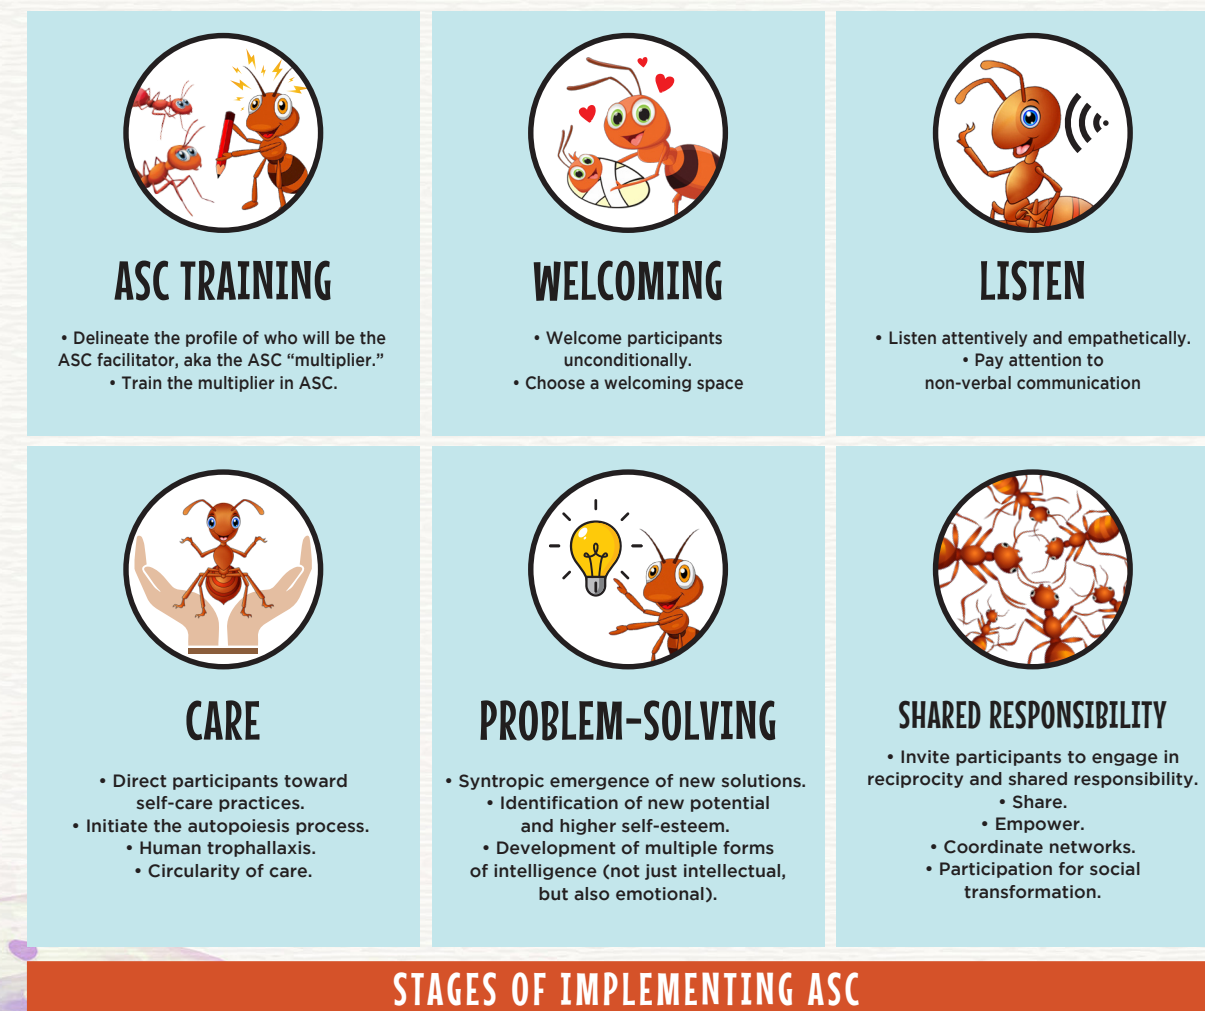 ASC TRAINING
• Delineate the profile of who will be the
ASC facilitator, aka the ASC “multiplier.”
• Train the multiplier in ASC.
WELCOMING
• Welcome participants
unconditionally.
• Choose a welcoming space
LISTEN
• Listen attentively and empathetically.
• Pay attention to
non-verbal communication
CARE
• Direct participants toward
self-care practices.
• Initiate the autopoiesis process.
• Human trophallaxis.
• Circularity of care.
PROBLEM-SOLVING
• Syntropic emergence of new solutions.
• Identification of new potential
and higher self-esteem.
• Development of multiple forms
of intelligence (not just intellectual,
but also emotional).
SHARED RESPONSIBILITY
• Invite participants to engage in
reciprocity and shared responsibility.
• Share.
• Empower.
• Coordinate networks.
• Participation for social
transformation.
STAGES OF IMPLEMENTING ASC